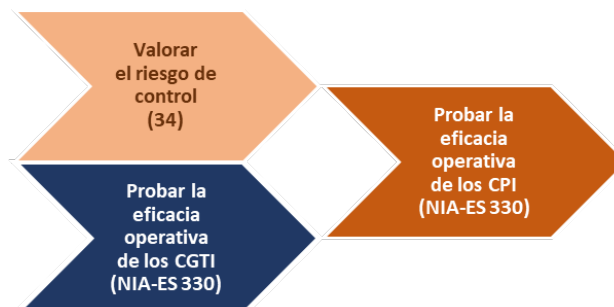 Valorar
el riesgo de
control
(34)
Probar la
eficacia
operativa
de los CGTI
(NIA-ES 330)
Probar la
eficacia
operativa
de los CPI
(NIA-ES 330)